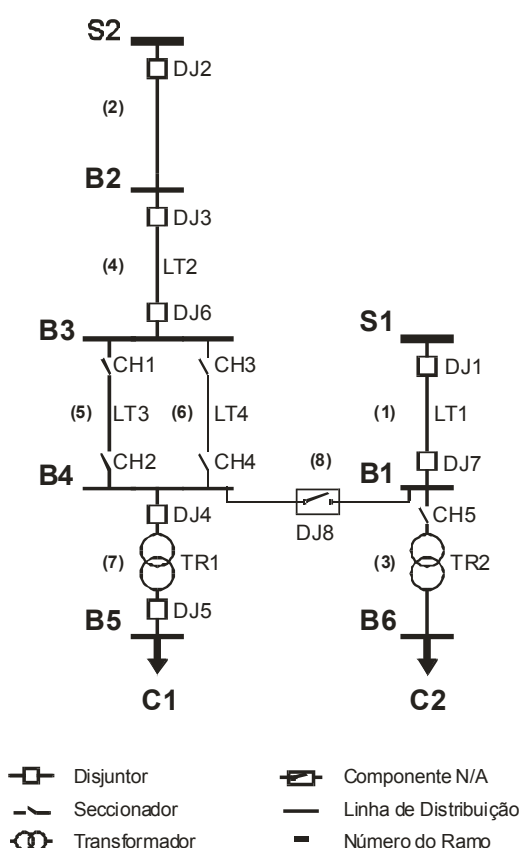 S2
DJ2
(2)
B2
DJ3
(4) LT2
DJ6
B3
S1
CH1 CH3
DJ1
(5) LT3 (6) LT4
(1) LT1
CH2 CH4 (8)
DJ7
B4 B1
DJ4 DJ8 CH5
(7) TR1 (3) TR2
B5 DJ5 B6
C1 C2
Disjuntor Componente N/A
Seccionador Linha de Distribuição
Transformador Número do Ramo